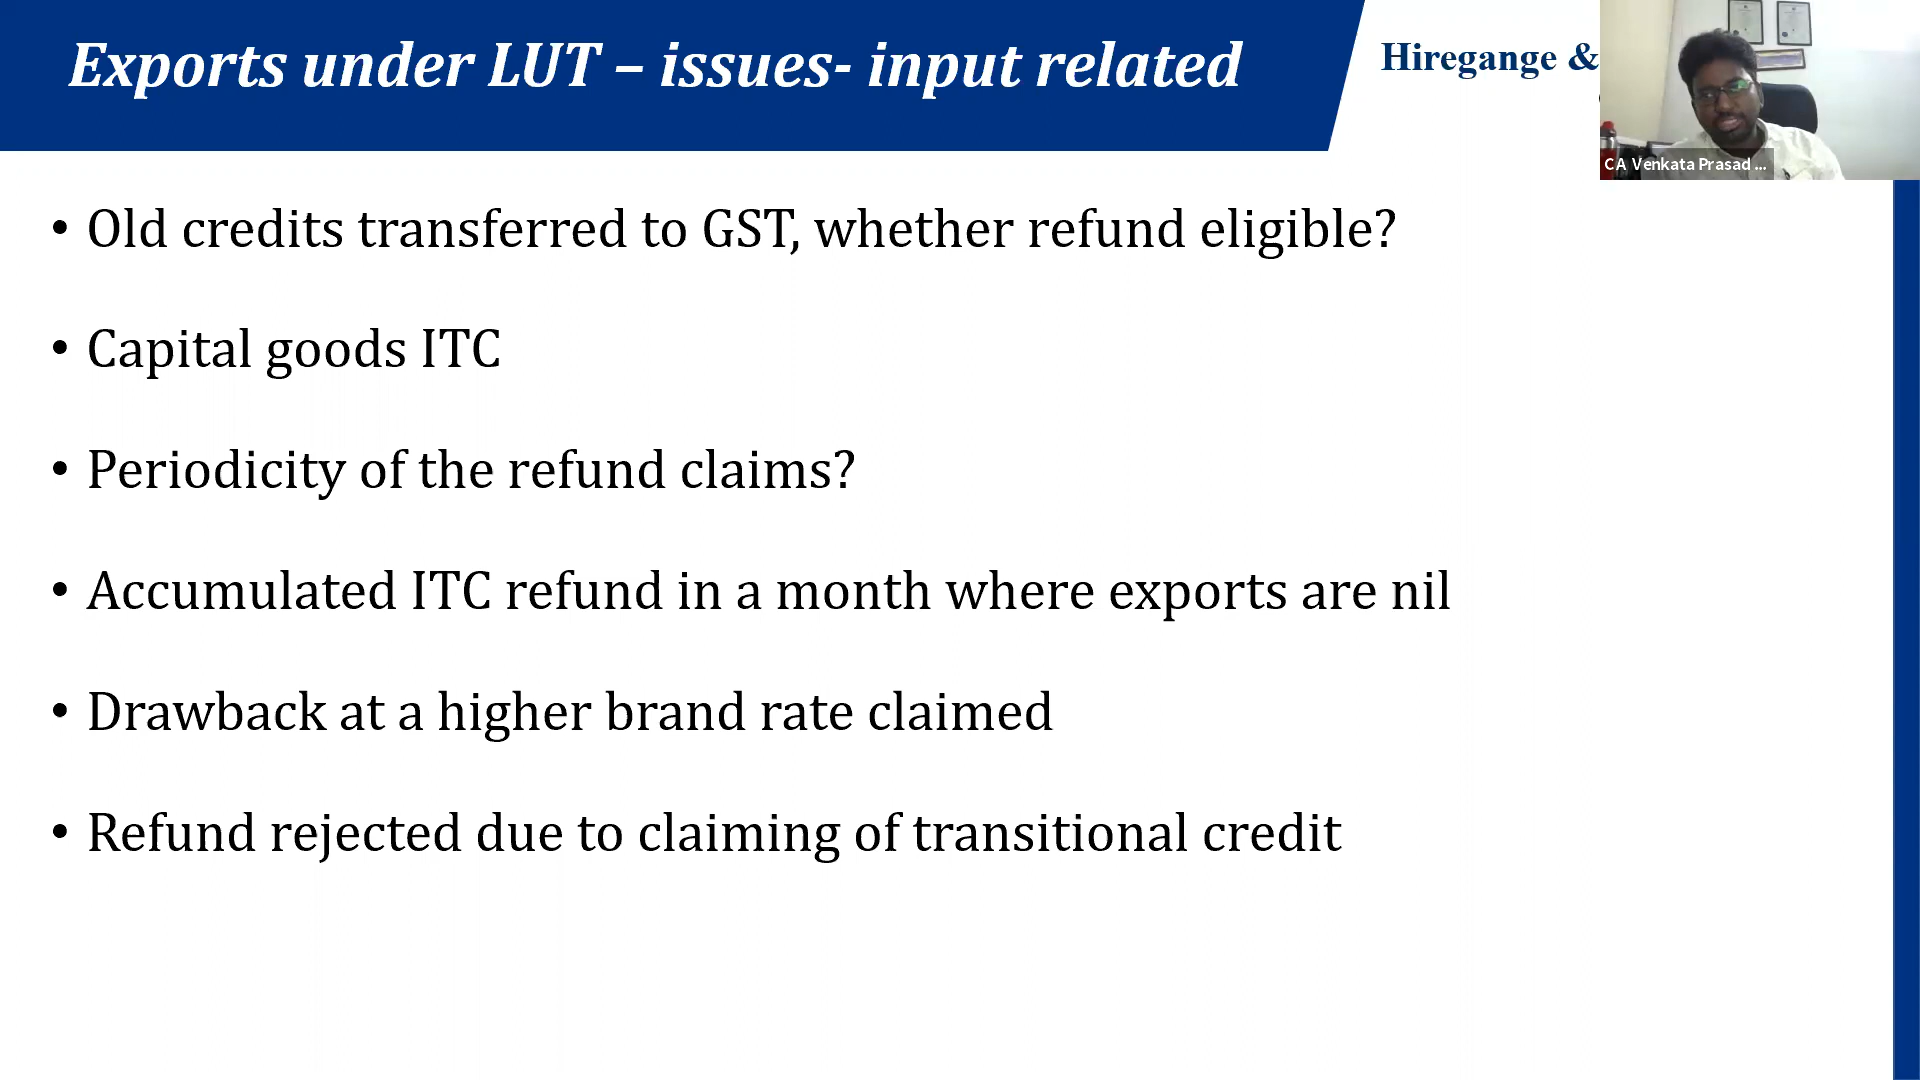 Exports under LUT – issues- input related
Hiregange &
CA Venkata Prasad ...
• Old credits transferred to GST, whether refund eligible?
• Capital goods ITC
• Periodicity of the refund claims?
• Accumulated ITC refund in a month where exports are nil
• Drawback at a higher brand rate claimed
• Refund rejected due to claiming of transitional credit